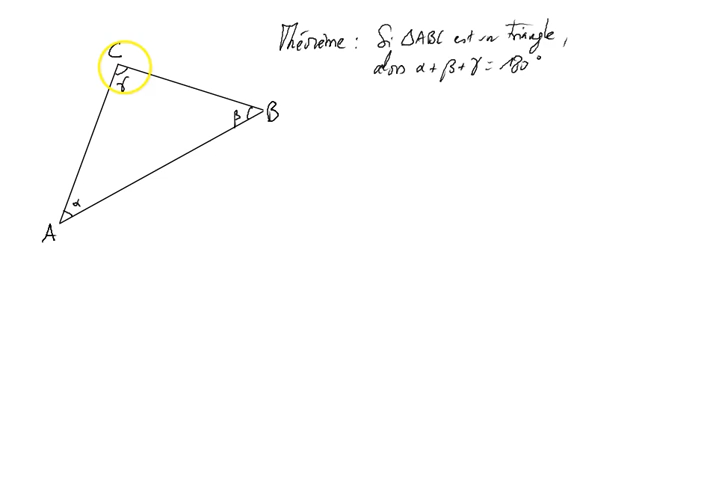 Théorème : Si ΔABC est un triangle,
alors α + β + γ = 180°
C
γ
β B
α
A